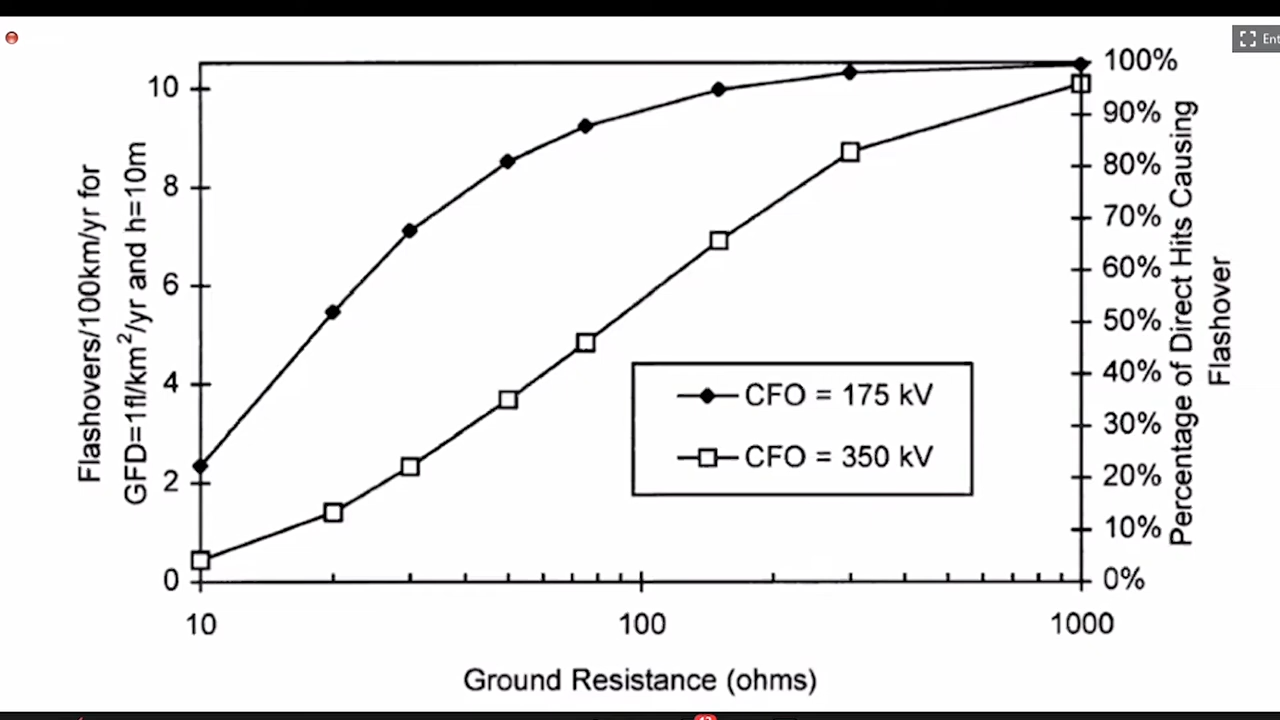 Ent
Flashovers/100km/yr for
GFD=1fl/km²/yr and h=10m
10
8
6
4
2
0
100%
90%
80%
70%
60%
50%
40%
30%
20%
10%
0%
Percentage of Direct Hits Causing
Flashover
CFO = 175 kV
CFO = 350 kV
10
100
1000
Ground Resistance (ohms)